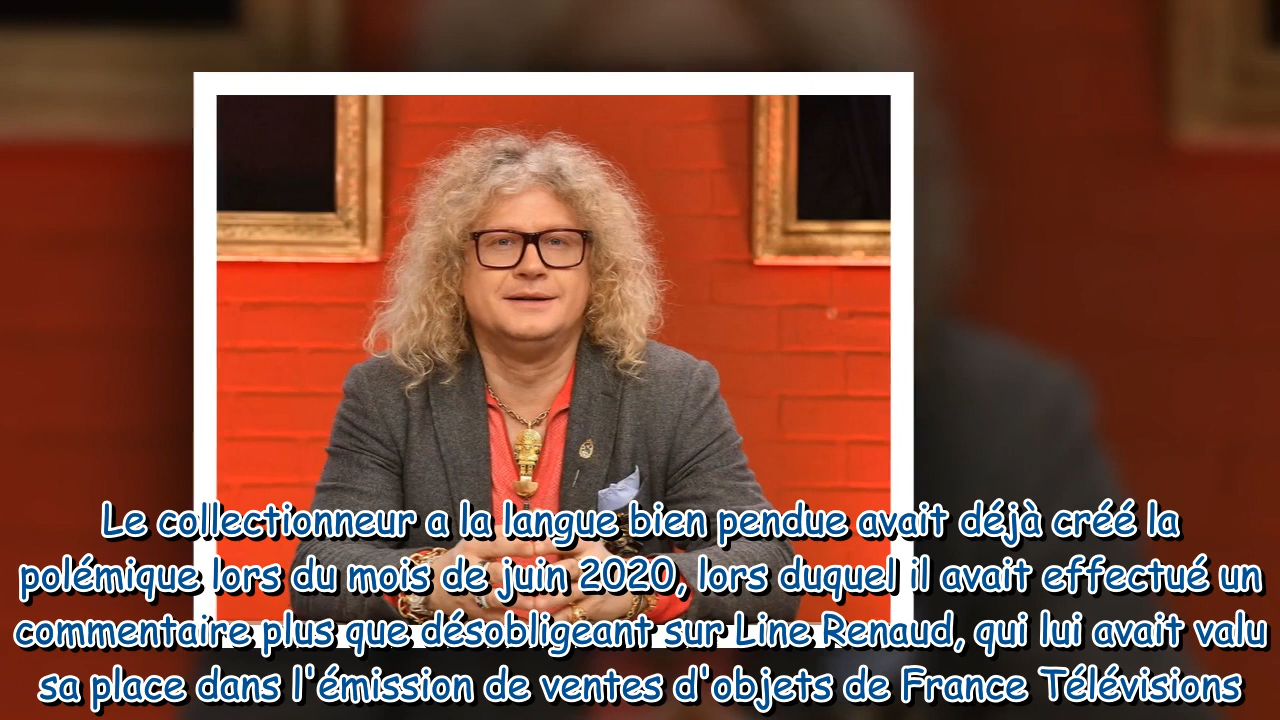 Le collectionneur a la langue bien pendue avait déjà créé la
polémique lors du mois de juin 2020, lors duquel il avait effectué un
commentaire plus que désobligeant sur Line Renaud, qui lui avait valu
sa place dans l'émission de ventes d'objets de France Télévisions